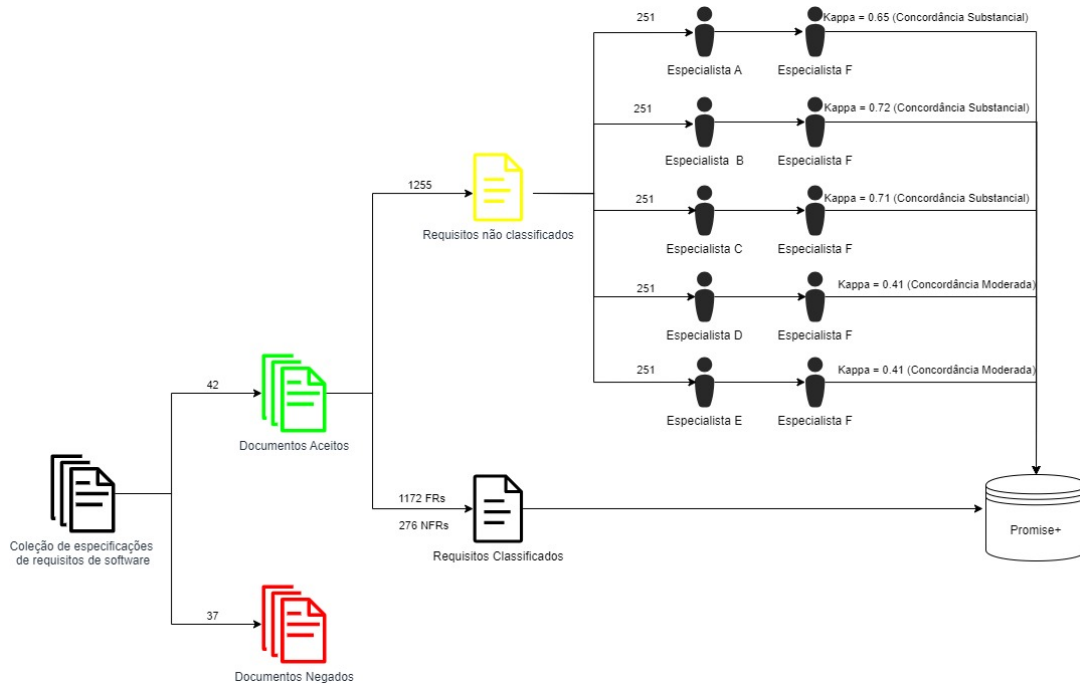 251
Kappa = 0.65 (Concordância Substancial)
Especialista A
Especialista F
251
Kappa = 0.72 (Concordância Substancial)
Especialista B
Especialista F
1255
Requisitos não classificados
251
Kappa = 0.71 (Concordância Substancial)
Especialista C
Especialista F
251
Kappa = 0.41 (Concordância Moderada)
Especialista D
Especialista F
251
Kappa = 0.41 (Concordância Moderada)
Especialista E
Especialista F
42
Documentos Aceitos
Coleção de especificações
de requisitos de software
1172 FRs
276 NFRs
Requisitos Classificados
Promise+
37
Documentos Negados